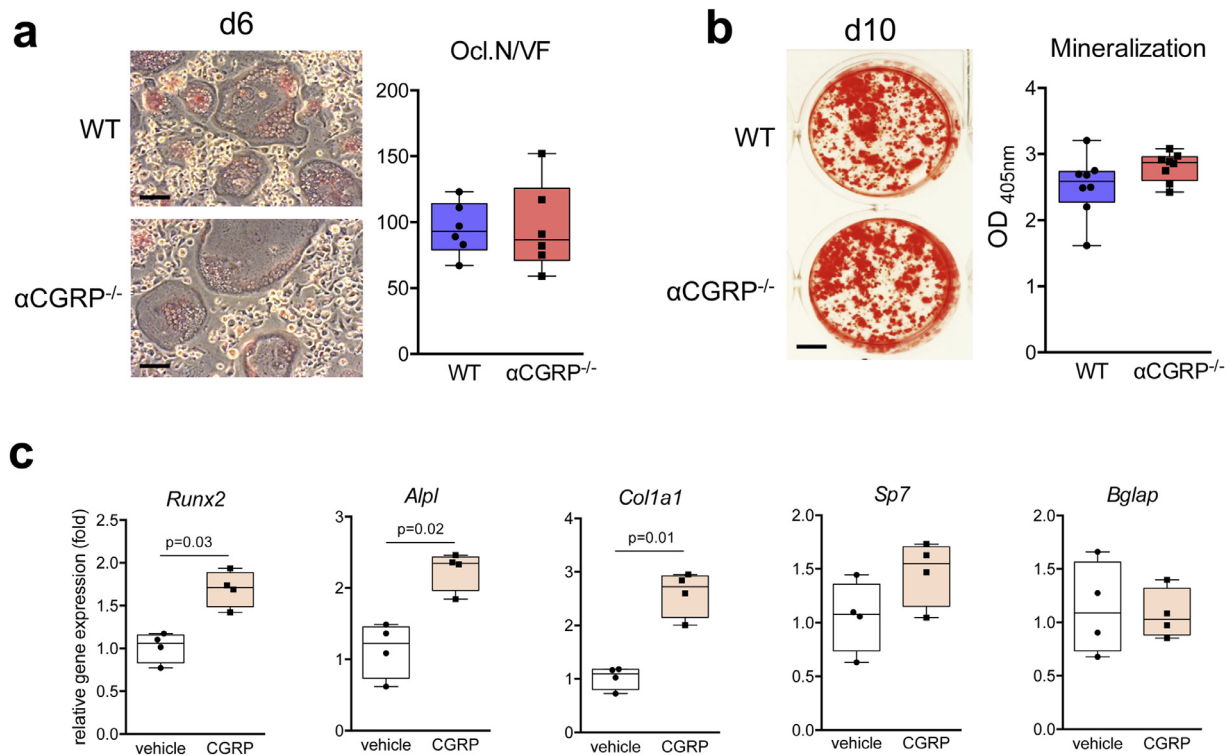 a
d6
Ocl.N/VF
WT
αCGRP-/-
200
150
100
50
0
WT
αCGRP-/-
b
d10
Mineralization
WT
αCGRP-/-
OD 405nm
4
3
2
1
0
WT
αCGRP-/-
c
relative gene expression (fold)
Runx2
2.5
2.0
1.5
1.0
0.5
0.0
p=0.03
vehicle
CGRP
Alpl
3
2
1
0
p=0.02
vehicle
CGRP
Col1a1
4
3
2
1
0
p=0.01
vehicle
CGRP
Sp7
2.0
1.5
1.0
0.5
0.0
vehicle
CGRP
Bglap
2.0
1.5
1.0
0.5
0.0
vehicle
CGRP